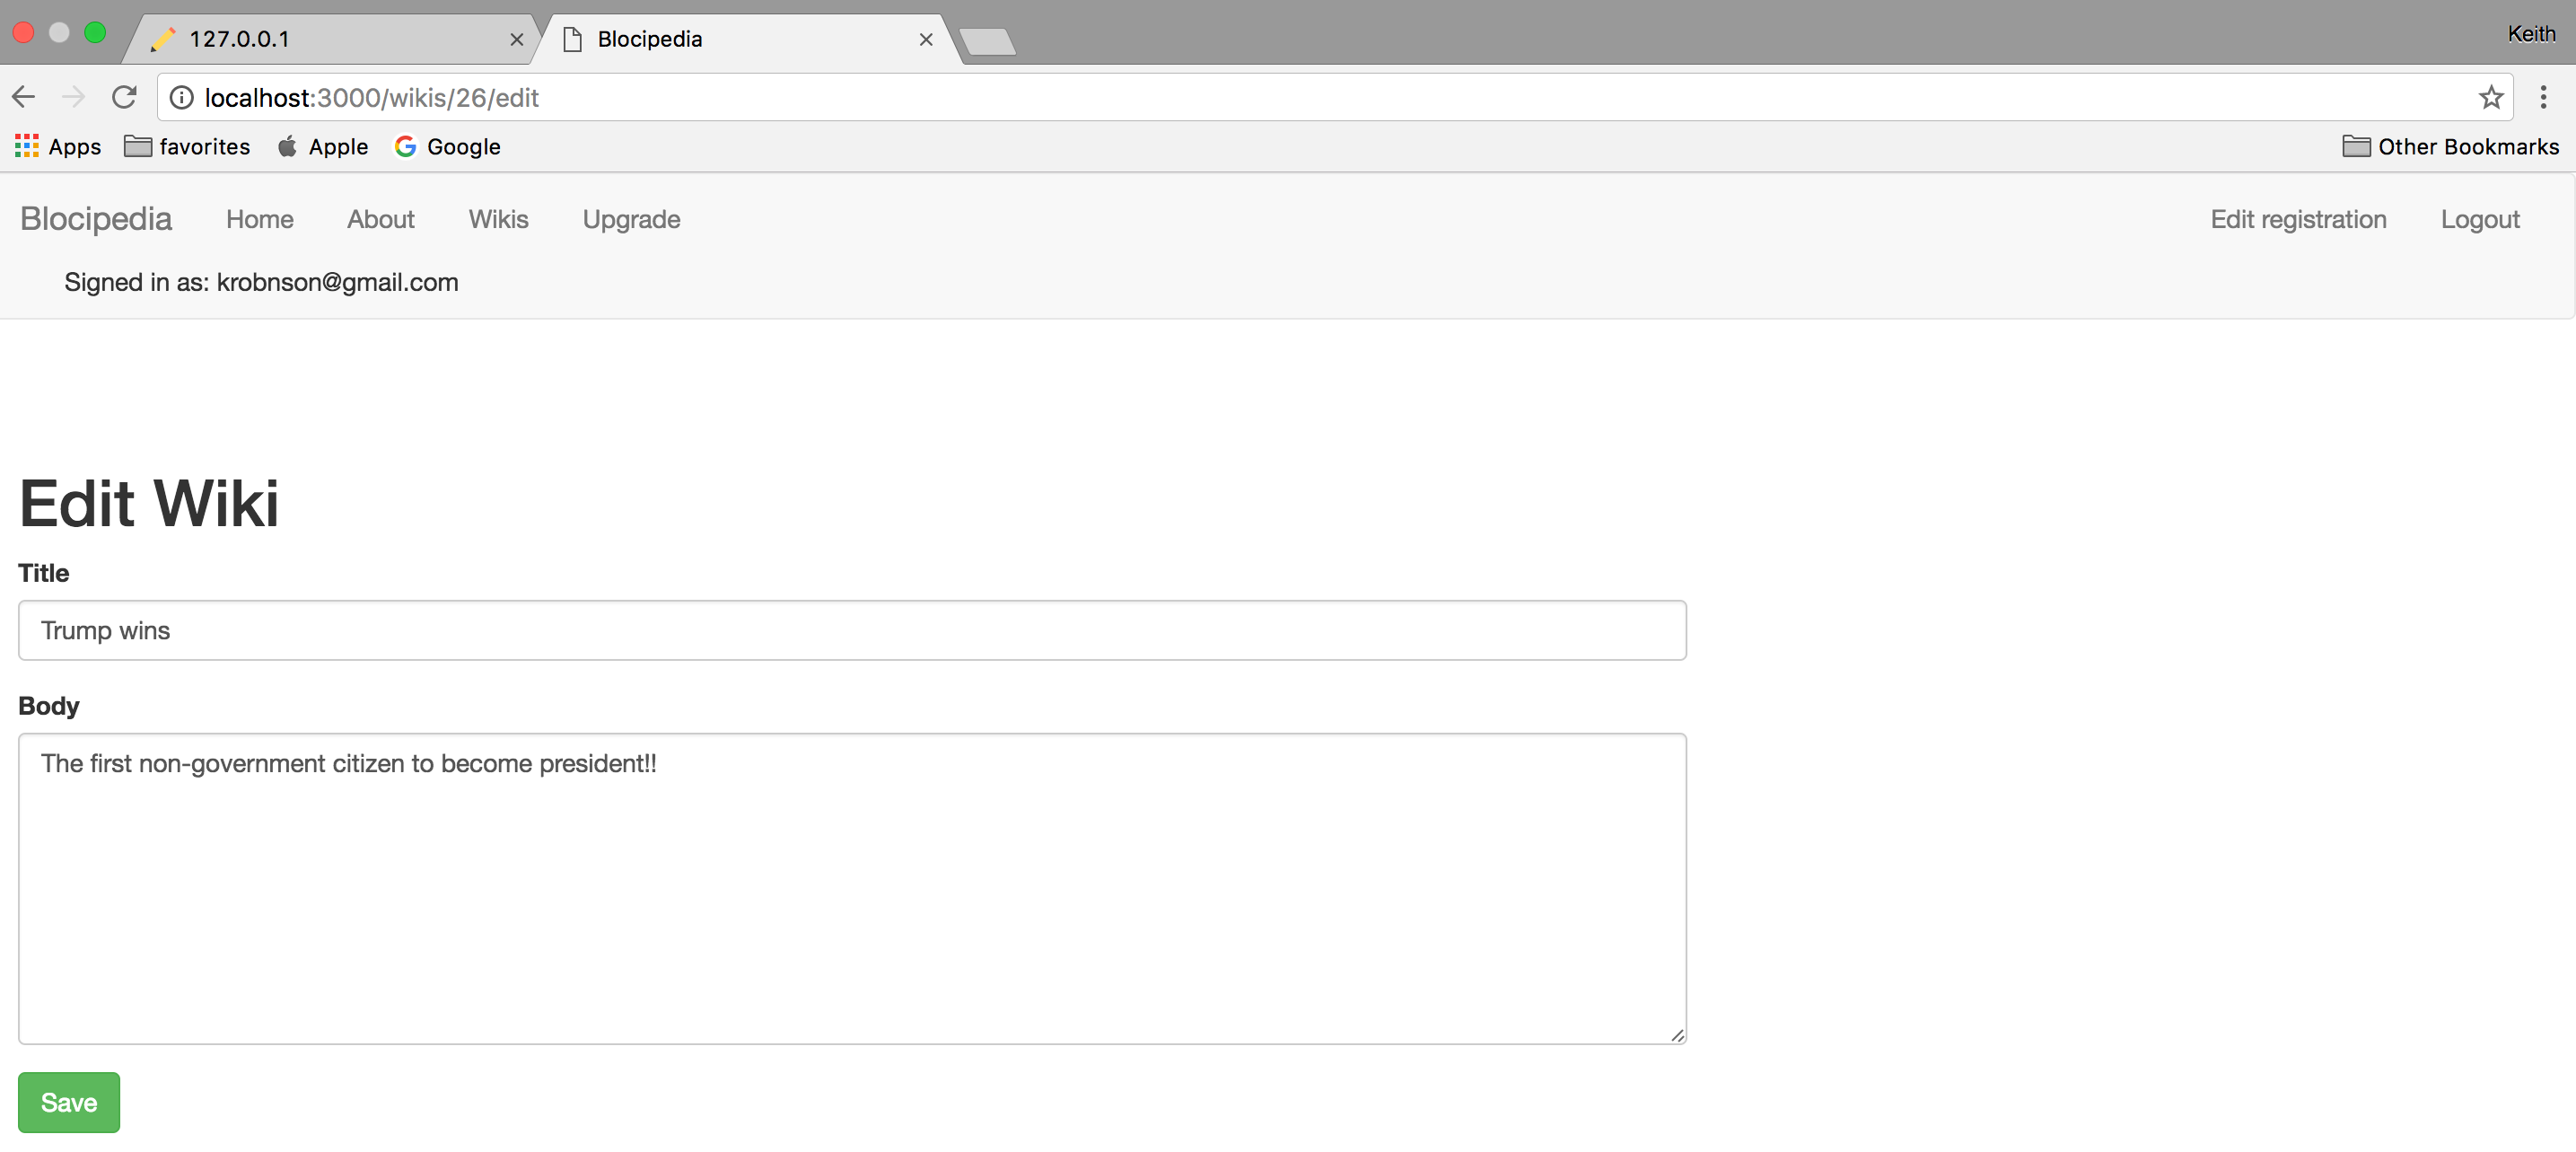 127.0.0.1
Blocipedia
Keith
localhost:3000/wikis/26/edit
Apps favorites Apple Google Other Bookmarks
Blocipedia Home About Wikis Upgrade Edit registration Logout
Signed in as: krobnson@gmail.com
Edit Wiki
Title
Trump wins
Body
The first non-government citizen to become president!!
Save